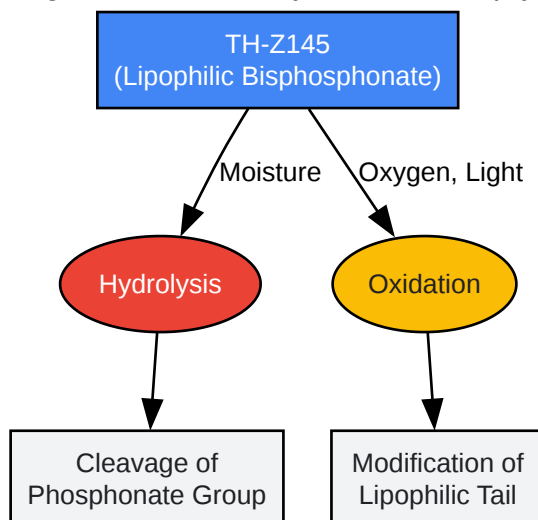 TH-Z145
(Lipophilic Bisphosphonate)
Moisture
Oxygen, Light
Hydrolysis
Oxidation
Cleavage of
Phosphonate Group
Modification of
Lipophilic Tail